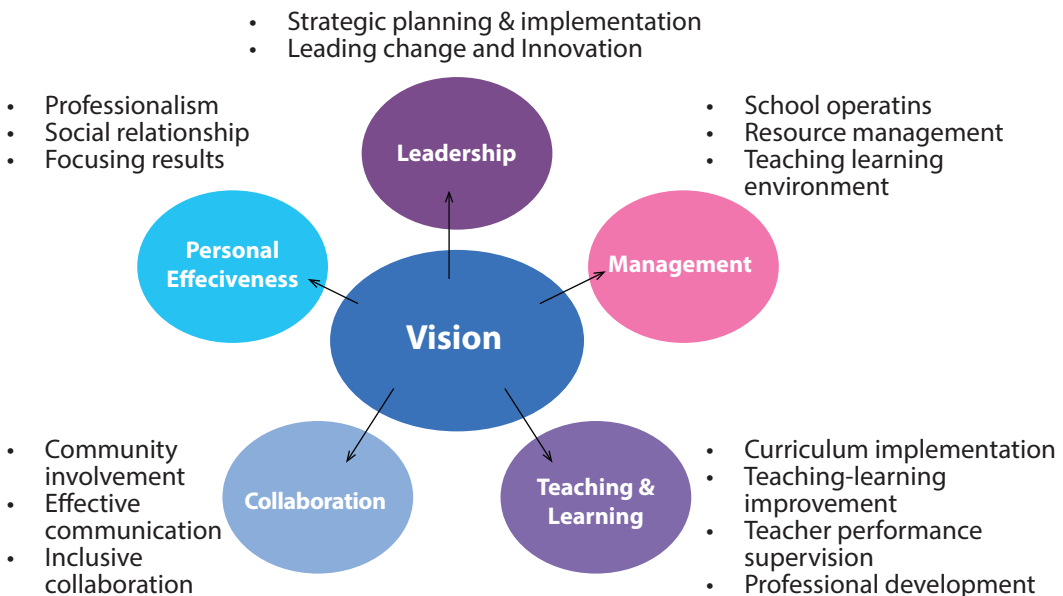 • Strategic planning & implementation
• Leading change and Innovation
• Professionalism
• Social relationship
• Focusing results
Leadership
• School operatins
• Resource management
• Teaching learning
environment
Personal
Effeciveness
Management
Vision
• Community
involvement
• Effective
communication
• Inclusive
collaboration
Collaboration
Teaching &
Learning
• Curriculum implementation
• Teaching-learning
improvement
• Teacher performance
supervision
• Professional development